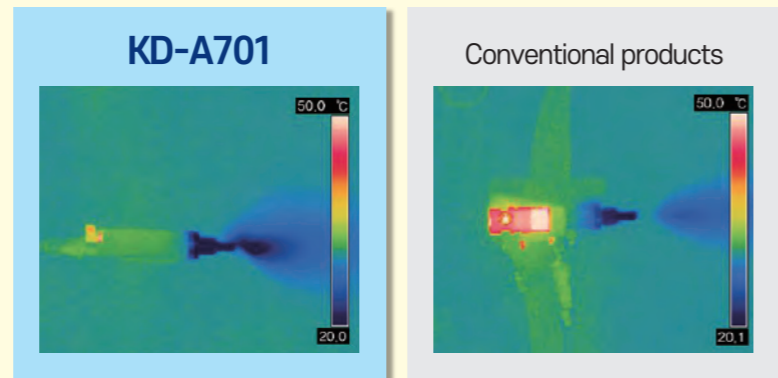 KD-A701
50.0 °C
20.0
Conventional products
50.0 °C
20.1